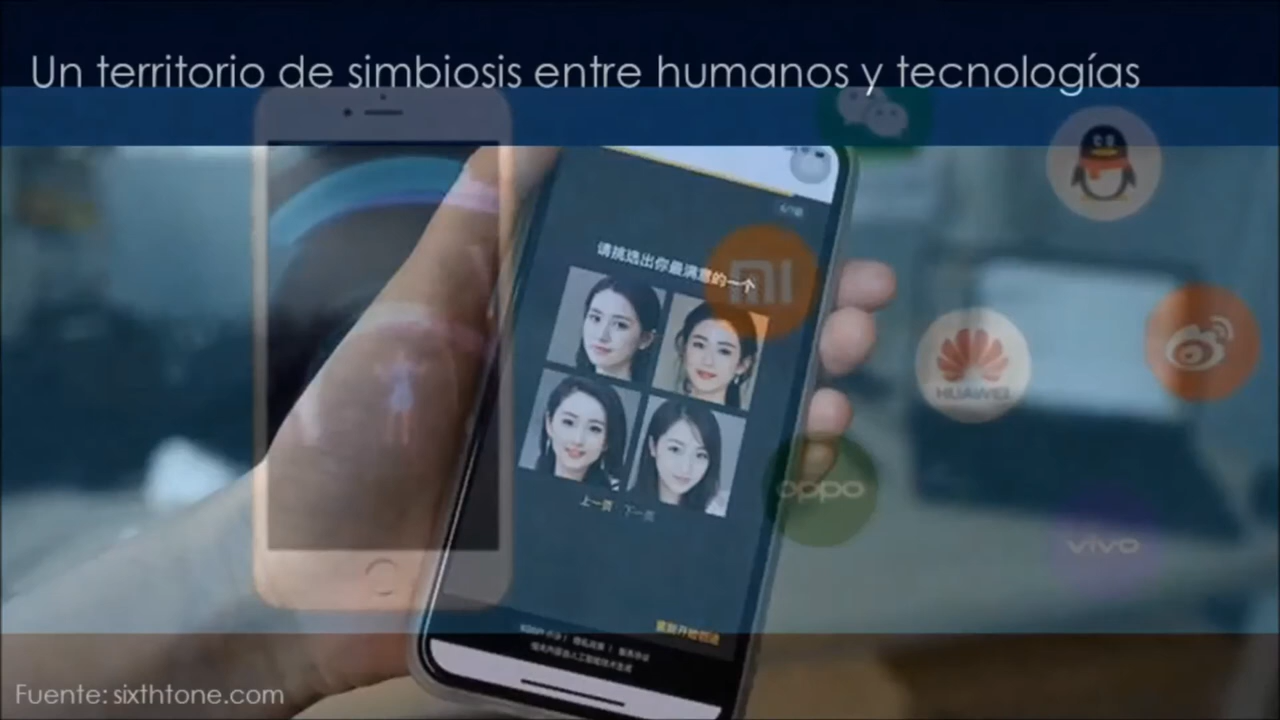 Un territorio de simbiosis entre humanos y tecnologías
请挑选出你最满意的一个
上一页 下一页
HUAWEI
oppo
vivo
Fuente: sixthtone.com